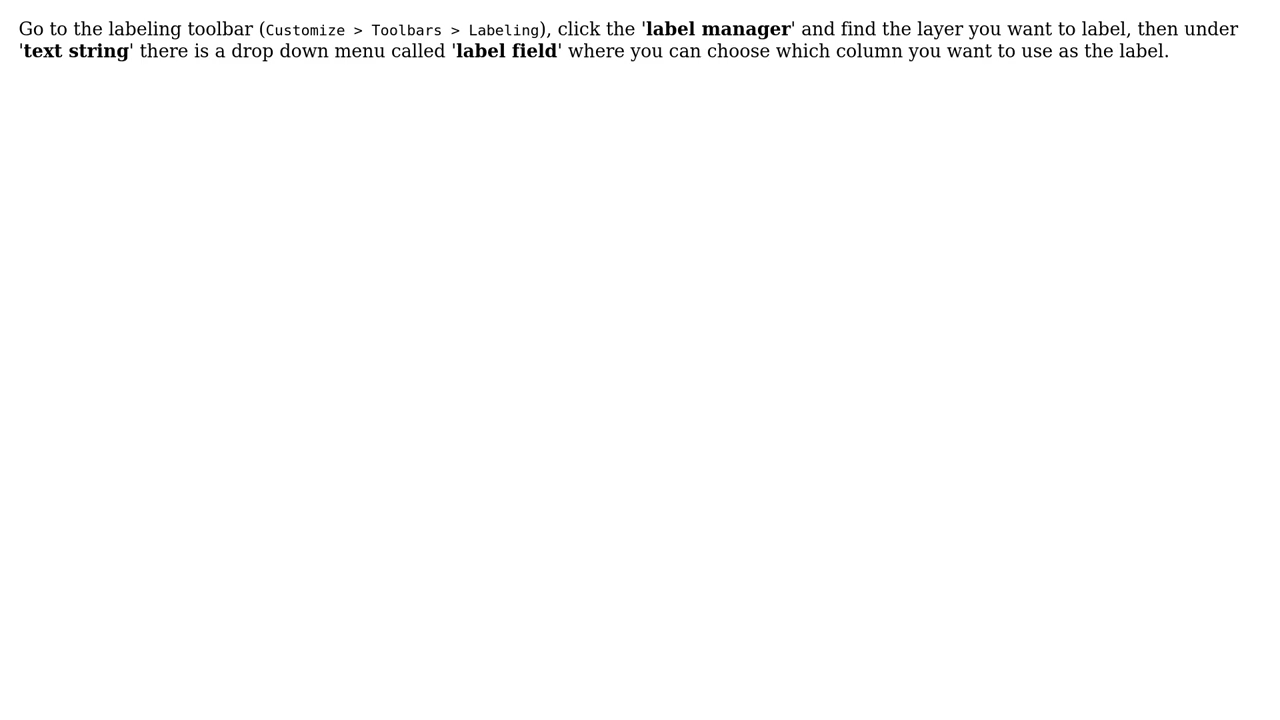 Go to the labeling toolbar (Customize > Toolbars > Labeling), click the 'label manager' and find the layer you want to label, then under
'text string' there is a drop down menu called 'label field' where you can choose which column you want to use as the label.